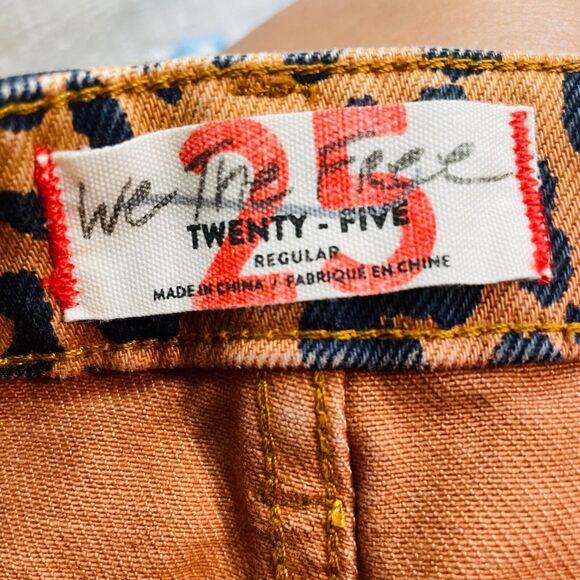 25
We The Free
TWENTY - FIVE
REGULAR
MADE IN CHINA / FABRIQUÉ EN CHINE